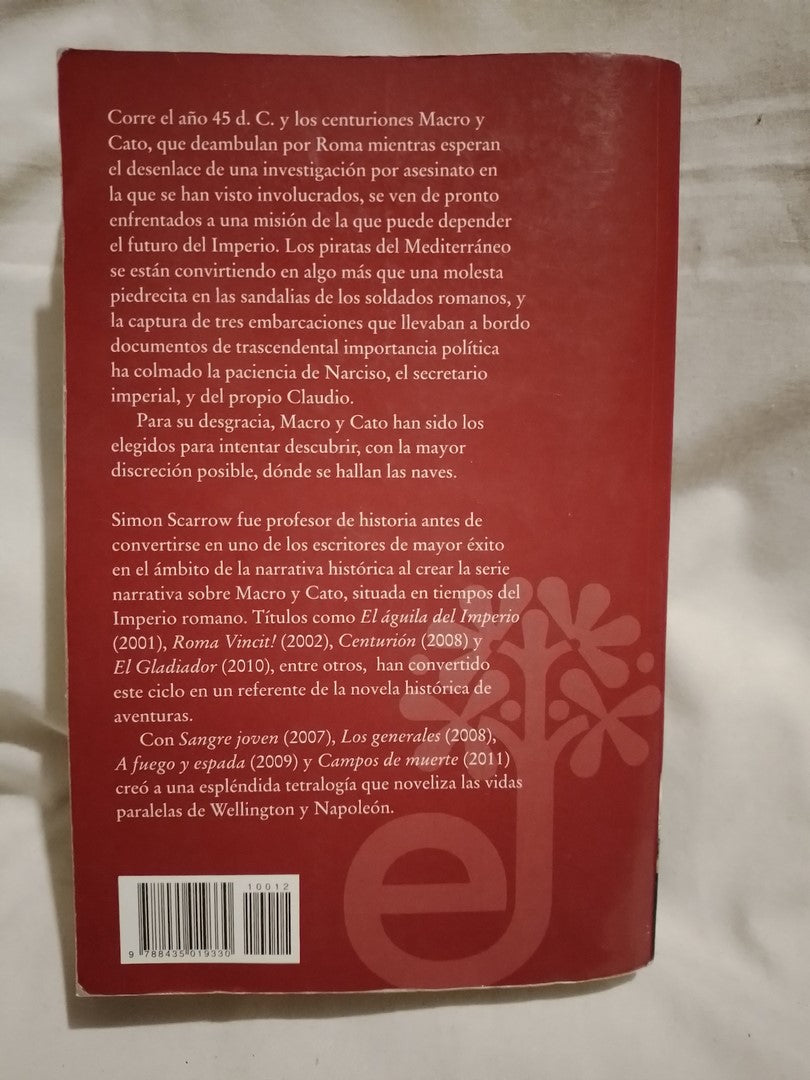 Corre el año 45 d. C. y los centuriones Macro y
Cato, que deambulan por Roma mientras esperan
el desenlace de una investigación por asesinato en
la que se han visto involucrados, se ven de pronto
enfrentados a una misión de la que puede depender
el futuro del Imperio. Los piratas del Mediterráneo
se están convirtiendo en algo más que una molesta
piedrecita en las sandalias de los soldados romanos, y
la captura de tres embarcaciones que llevaban a bordo
documentos de trascendental importancia política
ha colmado la paciencia de Narciso, el secretario
imperial, y del propio Claudio.
Para su desgracia, Macro y Cato han sido los
elegidos para intentar descubrir, con la mayor
discreción posible, dónde se hallan las naves.
Simon Scarrow fue profesor de historia antes de
convertirse en uno de los escritores de mayor éxito
en el ámbito de la narrativa histórica al crear la serie
narrativa sobre Macro y Cato, situada en tiempos del
Imperio romano. Títulos como El águila del Imperio
(2001), Roma Vincit! (2002), Centurión (2008) y
El Gladiador (2010), entre otros, han convertido
este ciclo en un referente de la novela histórica de
aventuras.
Con Sangre joven (2007), Los generales (2008),
A fuego y espada (2009) y Campos de muerte (2011)
creó a una espléndida tetralogía que noveliza las vidas
paralelas de Wellington y Napoleón.
10012
9 788435 019330
ej